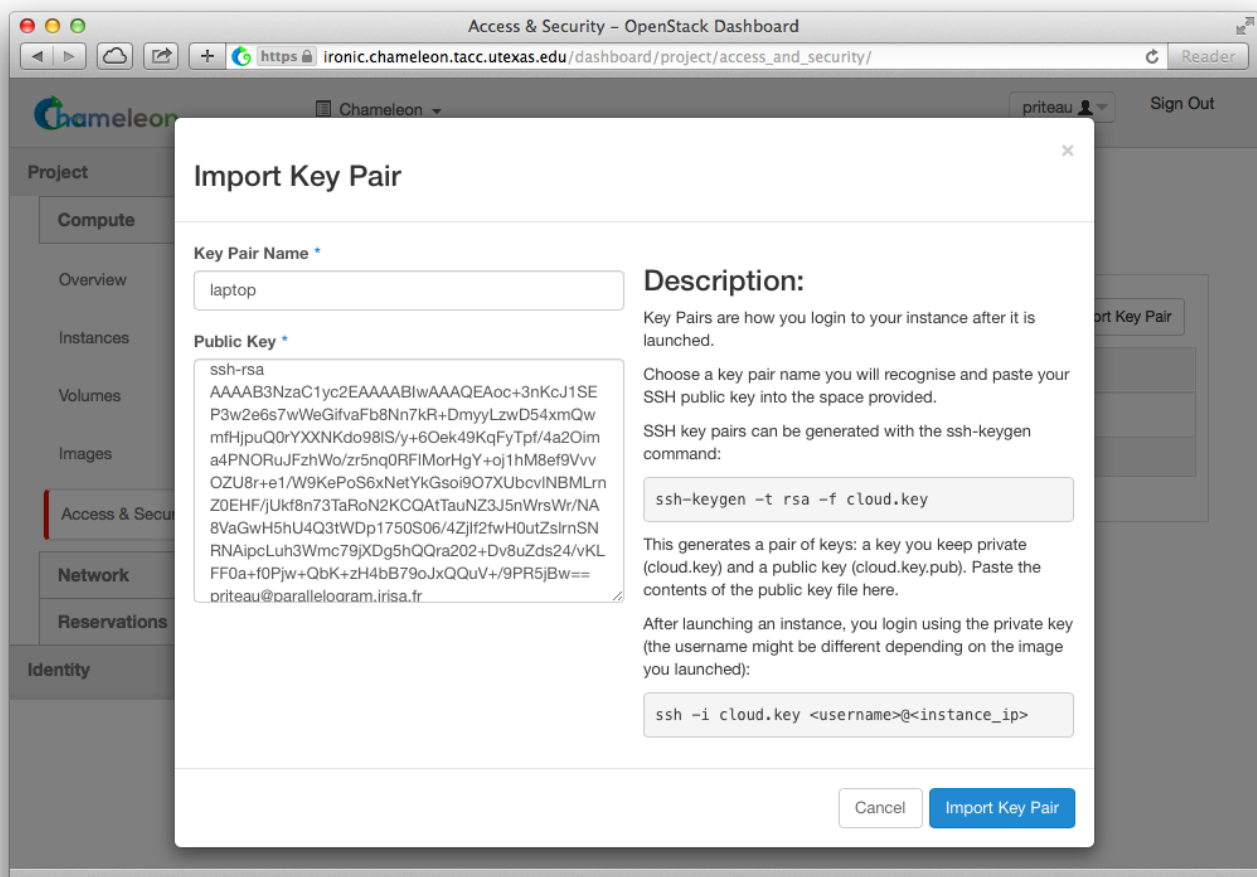 Access & Security – OpenStack Dashboard
https ironic.chameleon.tacc.utexas.edu/dashboard/project/access_and_security/
Reader
Chameleon
Chameleon
priteau
Sign Out
Project
Compute
Overview
Instances
Volumes
Images
Access & Secu
Network
Reservations
Identity
ort Key Pair
Import Key Pair
×
Key Pair Name *
laptop
Public Key *
ssh-rsa
AAAAB3NzaC1yc2EAAAABIwAAAQEAoc+3nKcJ1SE
P3w2e6s7wWeGifvaFb8Nn7kR+DmyyLzwD54xmQw
mfHjpuQ0rYXXNKdo98lS/y+6Oek49KqFyTpf/4a2Oim
a4PNORuJFzhWo/zr5nq0RFlMorHgY+oj1hM8ef9Vvv
OZU8r+e1/W9KePoS6xNetYkGsoi9O7XUbcvlNBMLrn
Z0EHF/jUkf8n73TaRoN2KCQAtTauNZ3J5nWrsWr/NA
8VaGwH5hU4Q3tWDp1750S06/4Zjlf2fwH0utZslrnSN
RNAipcLuh3Wmc79jXDg5hQQra202+Dv8uZds24/vKL
FF0a+f0Pjw+QbK+zH4bB79oJxQQuV+/9PR5jBw==
priteau@parallelogram.irisa.fr
Description:
Key Pairs are how you login to your instance after it is
launched.
Choose a key pair name you will recognise and paste your
SSH public key into the space provided.
SSH key pairs can be generated with the ssh-keygen
command:
ssh-keygen -t rsa -f cloud.key
This generates a pair of keys: a key you keep private
(cloud.key) and a public key (cloud.key.pub). Paste the
contents of the public key file here.
After launching an instance, you login using the private key
(the username might be different depending on the image
you launched):
ssh -i cloud.key <username>@<instance_ip>
Cancel
Import Key Pair